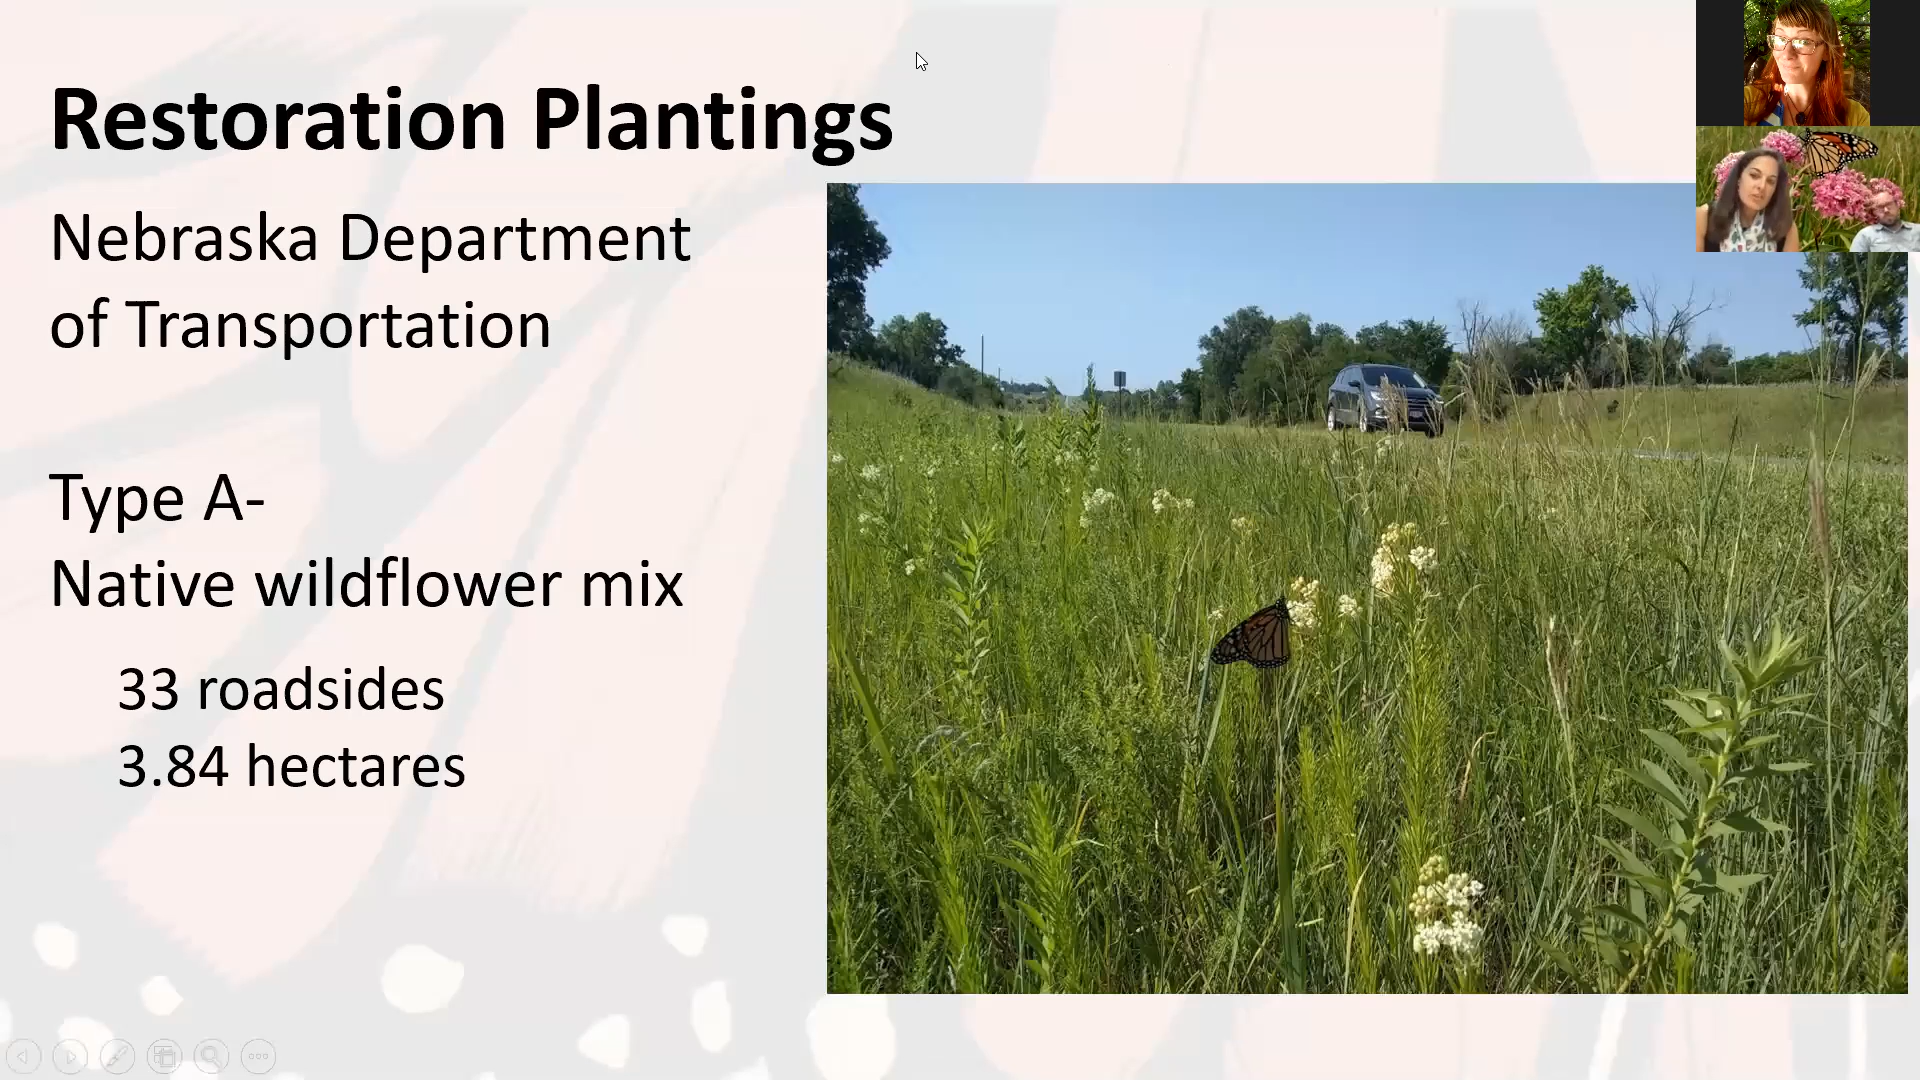 Restoration Plantings
Nebraska Department
of Transportation
Type A-
Native wildflower mix
33 roadsides
3.84 hectares